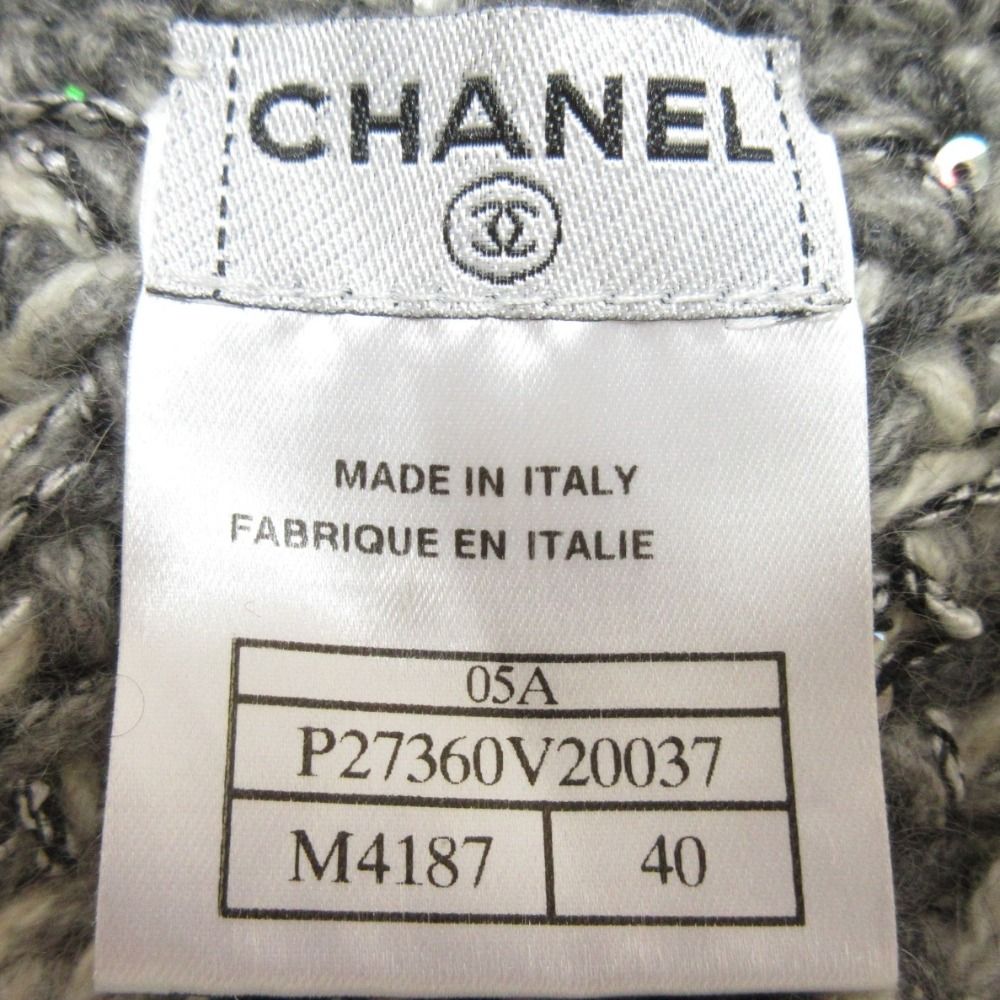 CHANEL
MADE IN ITALY
FABRIQUE EN ITALIE
05A
P27360V20037
M4187 40